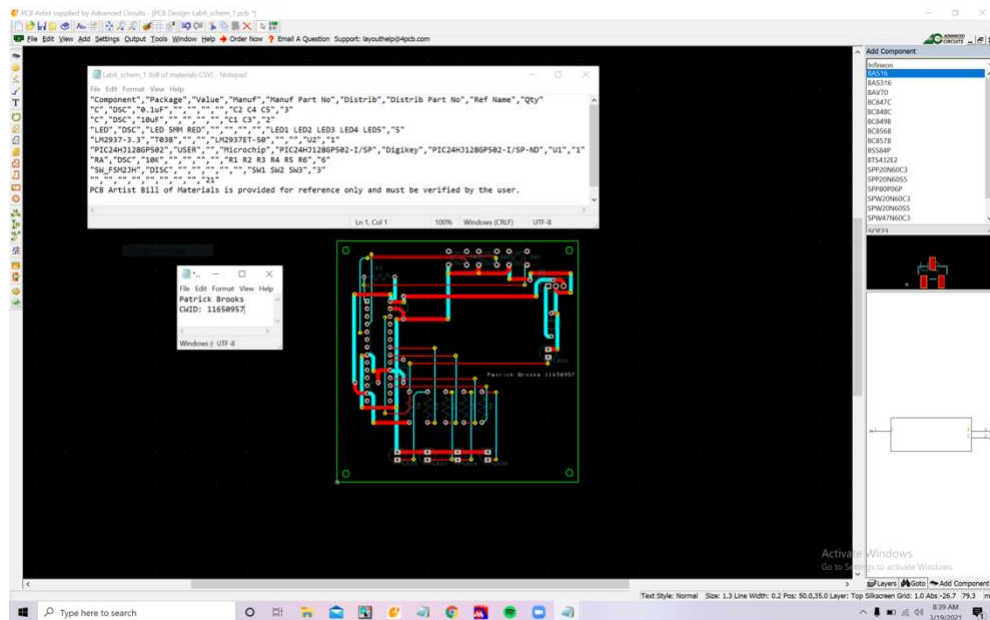 PCB Artist supplied by Advanced Circuits - [PCB Design: Lab6_schem_1.pcb *]
File Edit View Add Settings Output Tools Window Help Order Now ? Email A Question Support: layouthelp@4pcb.com
CIRCUITS
Add Component
Infineon
BA516
BAS316
BAV70
BC847C
BC848C
BC849B
BC856B
BC857B
BSS84P
BTS432E2
SPP20N60C3
SPP20N60S5
SPP80P06P
SPW20N60C3
SPW20N60S5
SPW47N60C3
SOT23
Lab6_schem_1 (bill of materials CSV) - Notepad
File Edit Format View Help
"Component","Package","Value","Manuf","Manuf Part No","Distrib","Distrib Part No","Ref Name","Qty"
"C","DSC","0.1uF","","","","","C2 C4 C5","3"
"C","DSC","10uF","","","","","C1 C3","2"
"LED","DSC","LED 5MM RED","","","","","LED1 LED2 LED3 LED4 LED5","5"
"LM2937-3.3","T03B","","","LM2937ET-50","","","U2","1"
"PIC24HJ128GP502","USER","","Microchip","PIC24HJ128GP502-I/SP","Digikey","PIC24HJ128GP502-I/SP-ND","U1","1"
"RA","DSC","10K","","","","","R1 R2 R3 R4 R5 R6","6"
"SW_FSM2JH","DISC","","","","","","SW1 SW2 SW3","3"
"","","","","","","","","21"
PCB Artist Bill of Materials is provided for reference only and must be verified by the user.
Ln 1, Col 1 100% Windows (CRLF) UTF-8
File Edit Format View Help
Patrick Brooks
CWID: 11650957
Windows ( UTF-8
Patrick Brooks 11650957
Activate Windows
Go to Settings to activate Windows.
Layers Goto Add Component
Text Style: Normal Size: 1.3 Line Width: 0.2 Pos: 50.0,35.0 Layer: Top Silkscreen Grid: 1.0 Abs -26.7 79.3 m
Type here to search
8:39 AM
3/19/2021